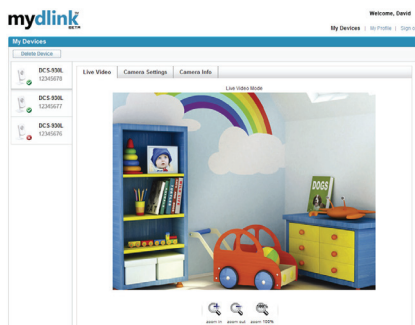 mydlink
BETA
Welcome, David
My Devices | My Profile | Sign
My Devices
Delete Device
DCS-930L
12345678
DCS-930L
12345677
DCS-930L
12345676
Live Video
Camera Settings
Camera Info
Live Video Mode
DOGS
zoom in
zoom out
zoom 100%